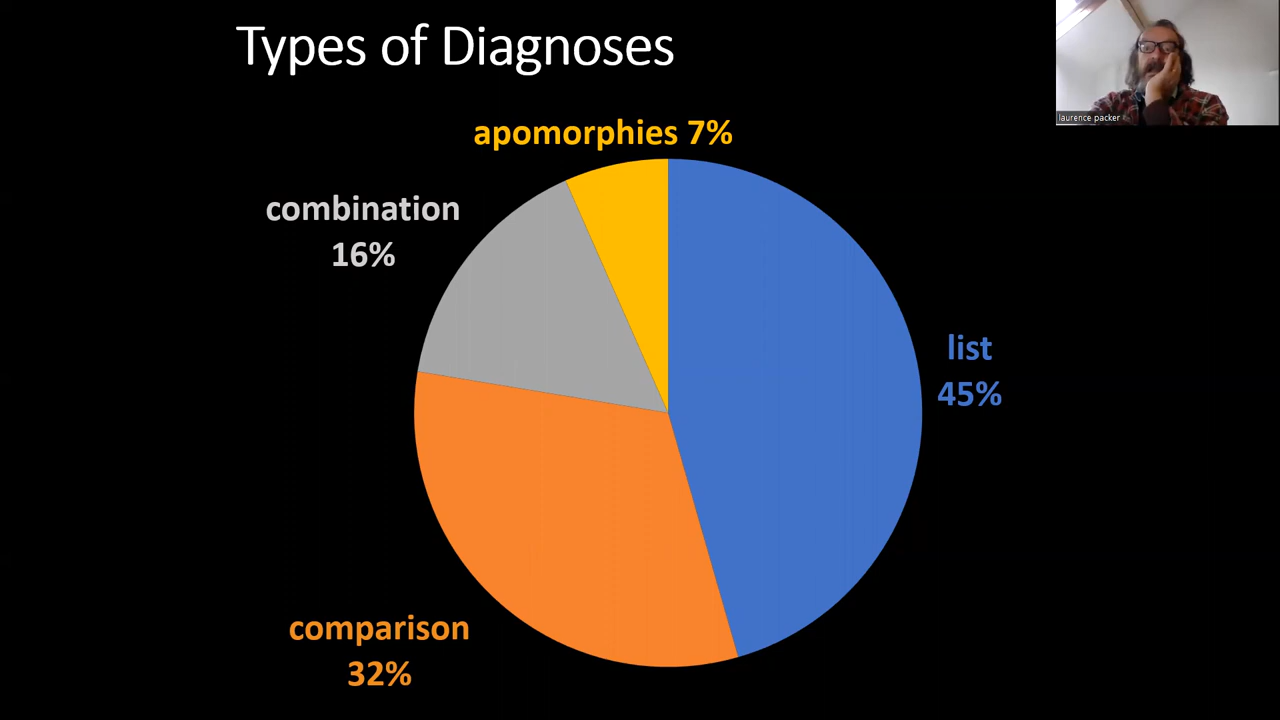 Types of Diagnoses
laurence packer
apomorphies 7%
combination
16%
list
45%
comparison
32%